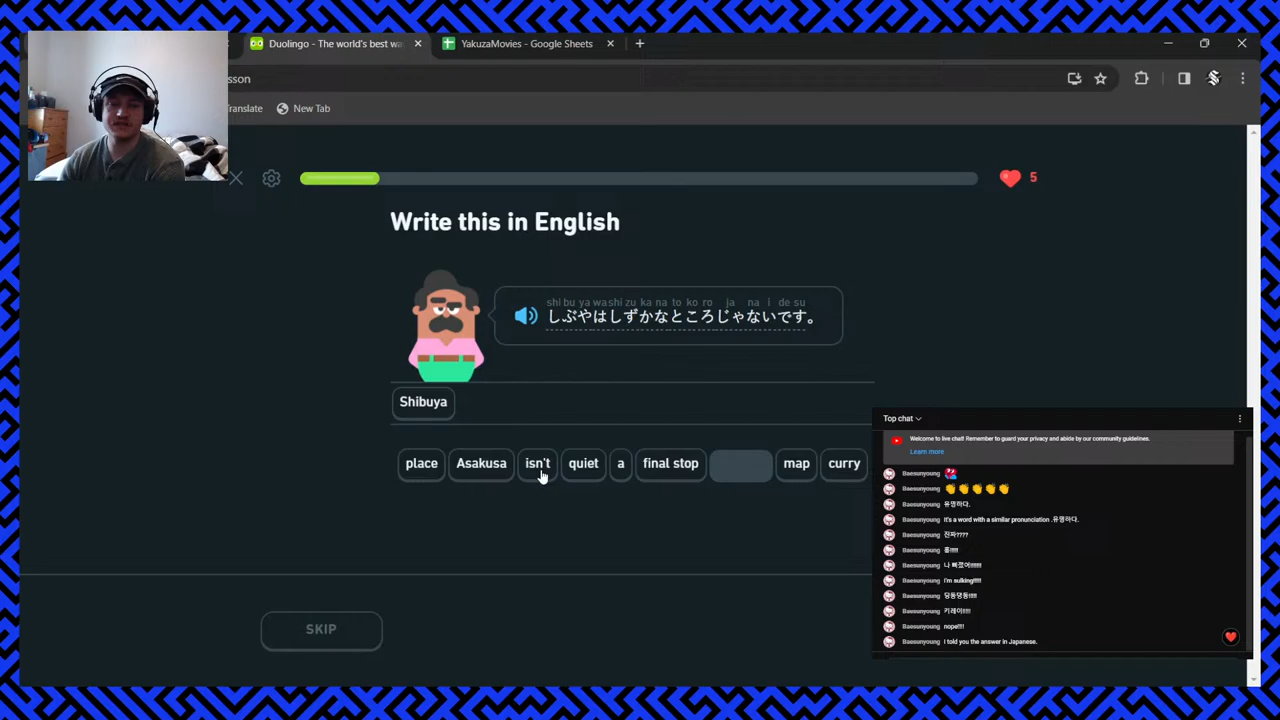 Duolingo - The world's best wa
YakuzaMovies - Google Sheets
sson
Translate
New Tab
5
Write this in English
shi bu ya wa shi zu ka na to ko ro ja na i de su
しぶやはしずかなところじゃないです。
Shibuya
place
Asakusa
isn't
quiet
a
final stop
map
curry
SKIP
Top chat
Welcome to live chat! Remember to guard your privacy and abide by our community guidelines.
Learn more
Baesunyoung
Baesunyoung
Baesunyoung 유명하다.
Baesunyoung It's a word with a similar pronunciation .유명하다.
Baesunyoung 진짜????
Baesunyoung 흥!!!!!
Baesunyoung 나 삐졌어!!!!!!!!
Baesunyoung I'm sulking!!!!!
Baesunyoung 딩동댕동!!!!!
Baesunyoung 키레이!!!!!
Baesunyoung nope!!!!
Baesunyoung I told you the answer in Japanese.